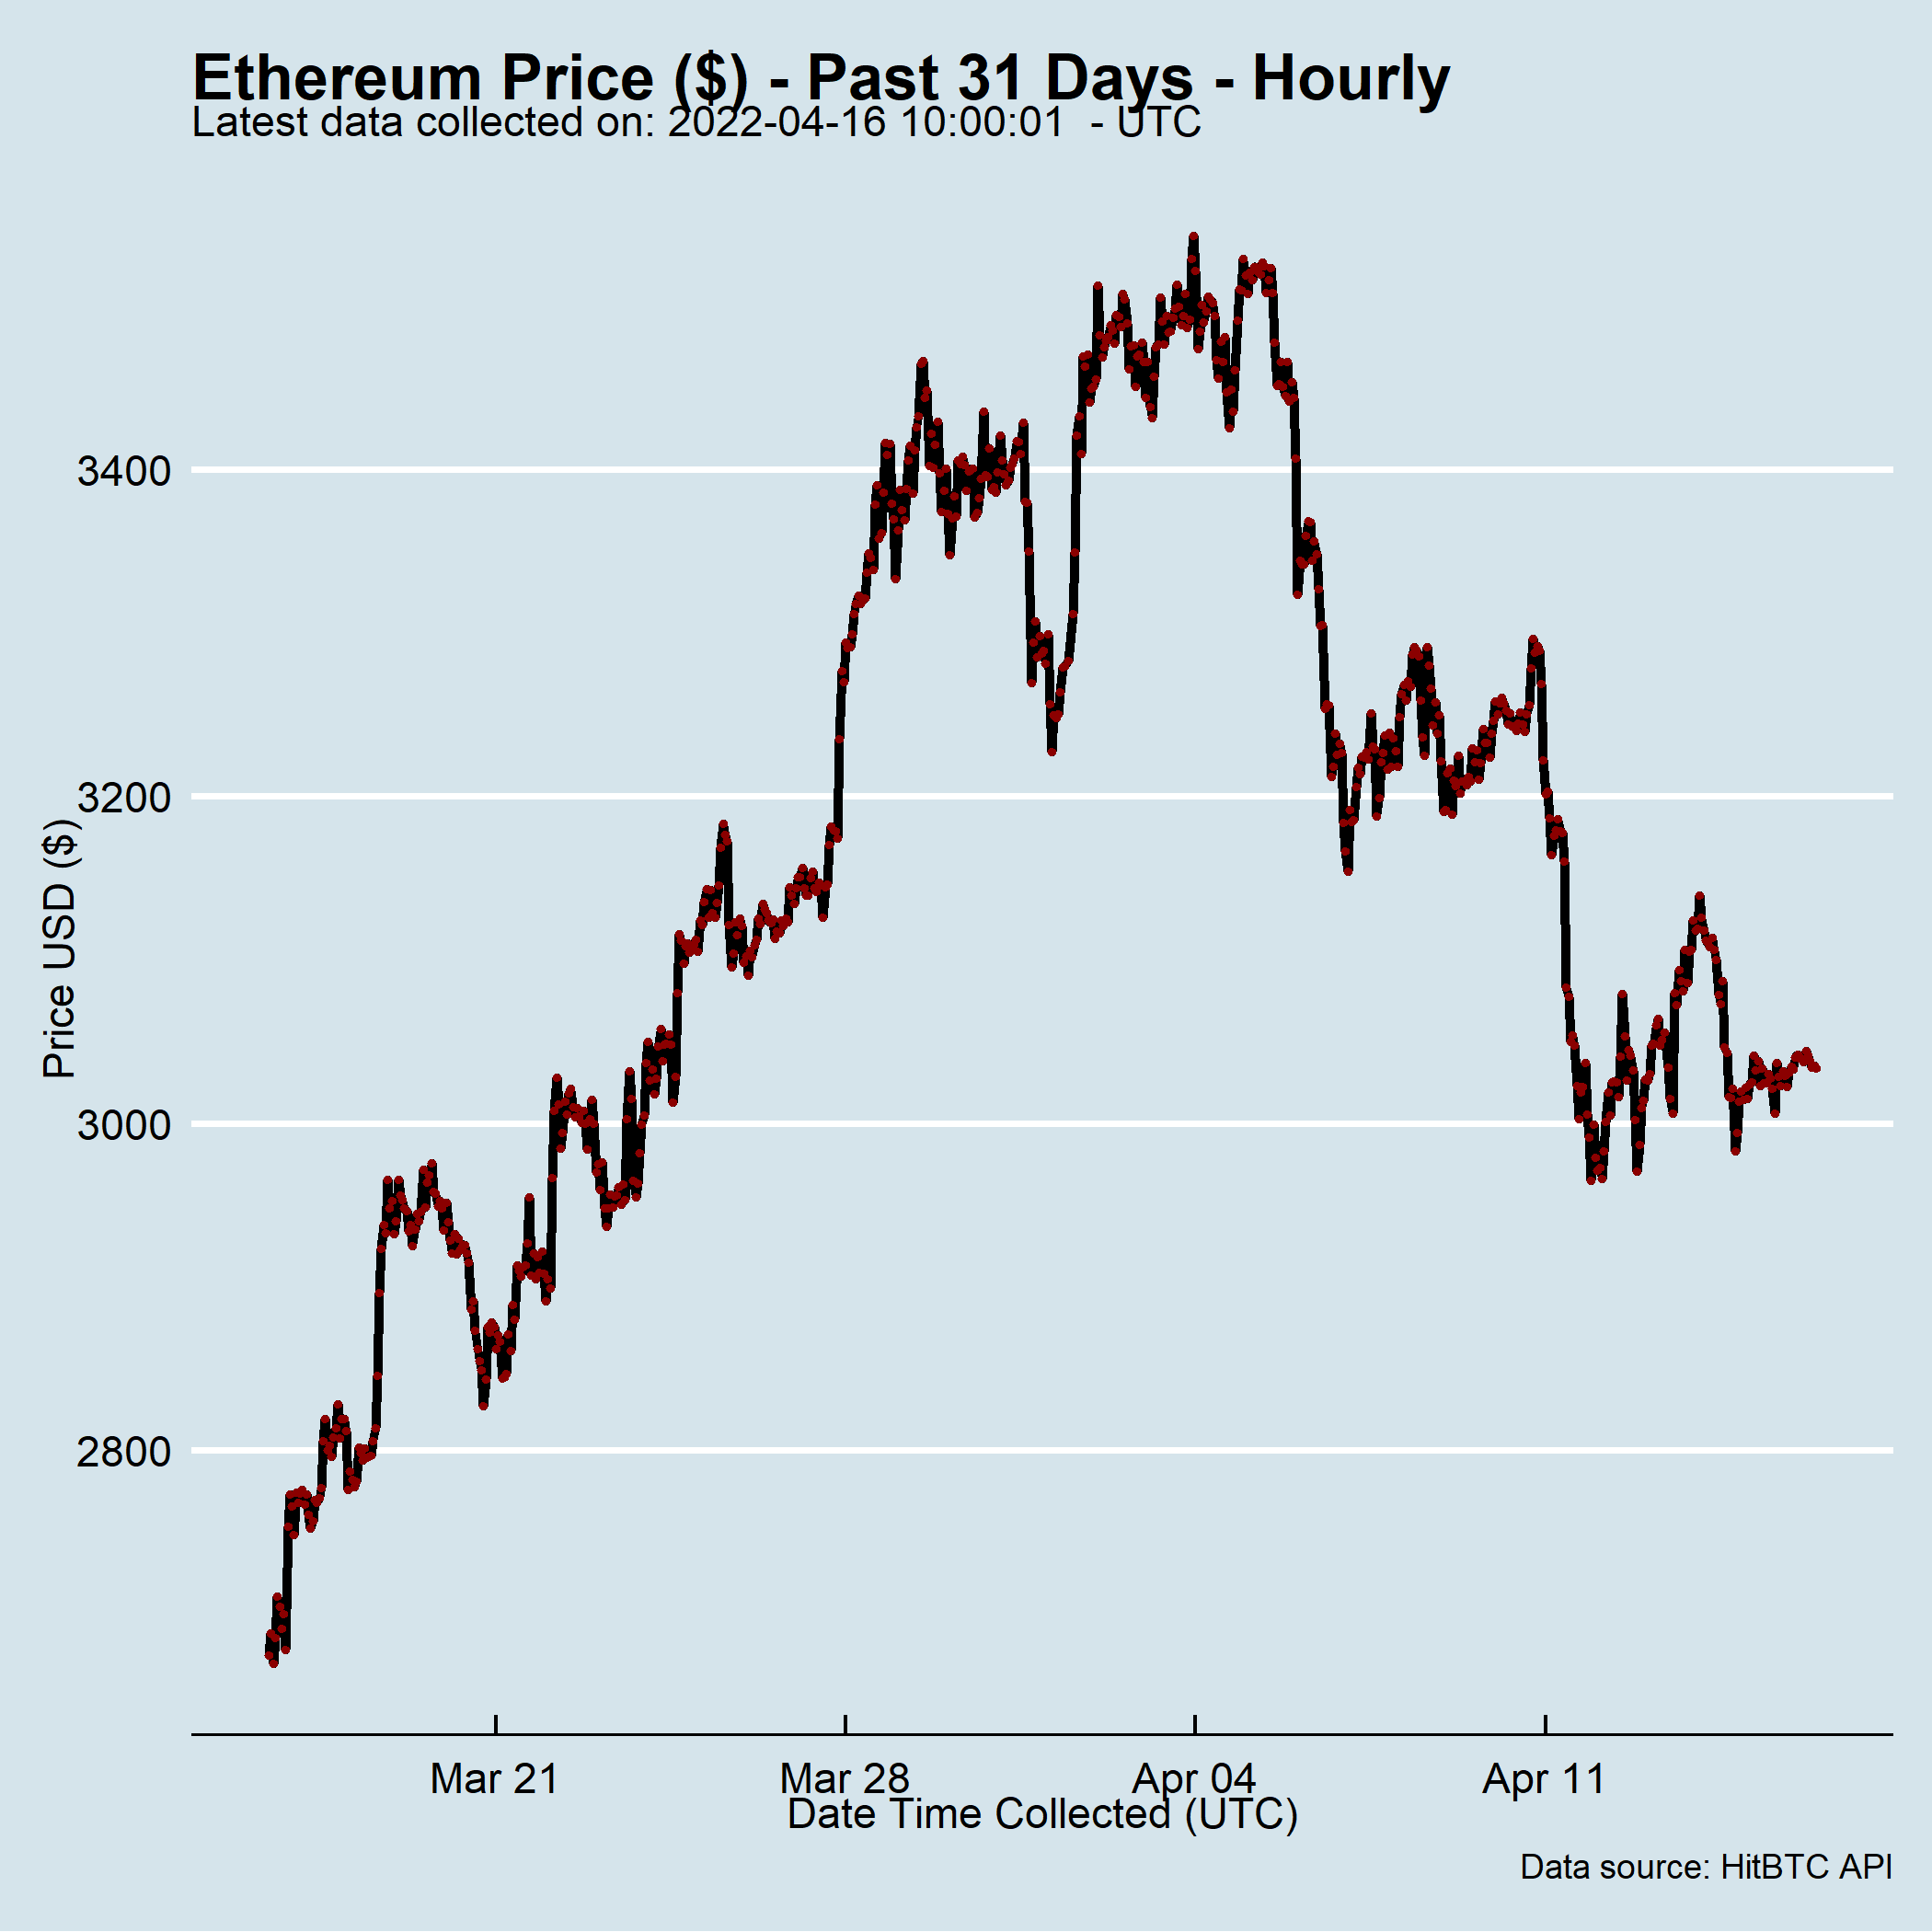 Ethereum Price ($) - Past 31 Days - Hourly
Latest data collected on: 2022-04-16 10:00:01  - UTC
Price USD ($)
3400
3200
3000
2800
Mar 21
Mar 28
Apr 04
Apr 11
Date Time Collected (UTC)
Data source: HitBTC API